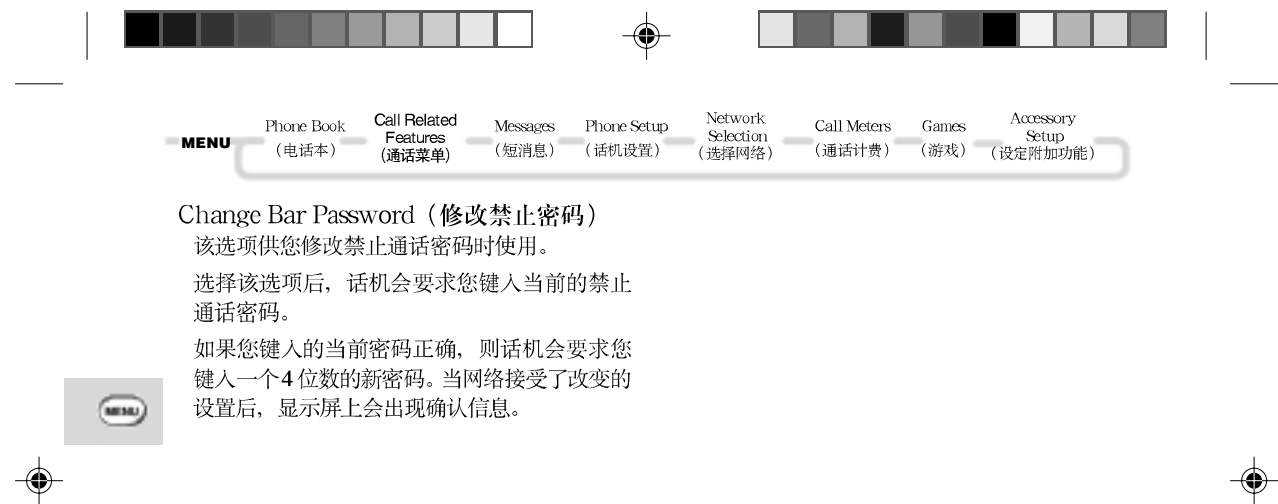 MENU
Phone Book
（电话本）
Call Related
Features
（通话菜单）
Messages
（短消息）
Phone Setup
（话机设置）
Network
Selection
（选择网络）
Call Meters
（通话计费）
Games
（游戏）
Accessory
Setup
（设定附加功能）
Change Bar Password（修改禁止密码）
该选项供您修改禁止通话密码时使用。
选择该选项后，话机会要求您键入当前的禁止
通话密码。
如果您键入的当前密码正确，则话机会要求您
键入一个4位数的新密码。当网络接受了改变的
设置后，显示屏上会出现确认信息。
MENU